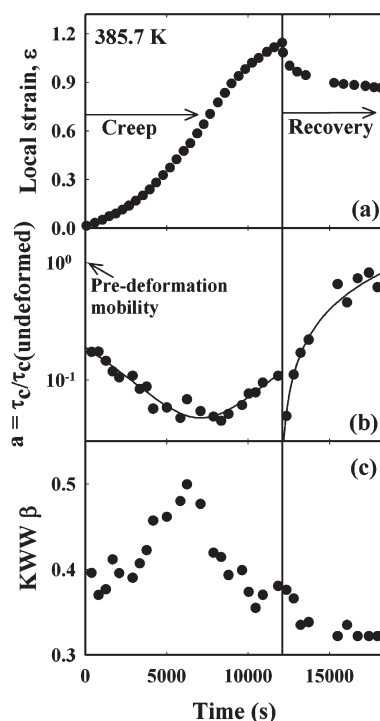 385.7 K
1.2
0.9
0.6
0.3
0.0
Local strain, ε
Creep
Recovery
(a)
10⁰
10⁻¹
a = τc/τc(undeformed)
Pre-deformation
mobility
(b)
(c)
0.5
0.4
0.3
KWW β
0 5000 10000 15000
Time (s)